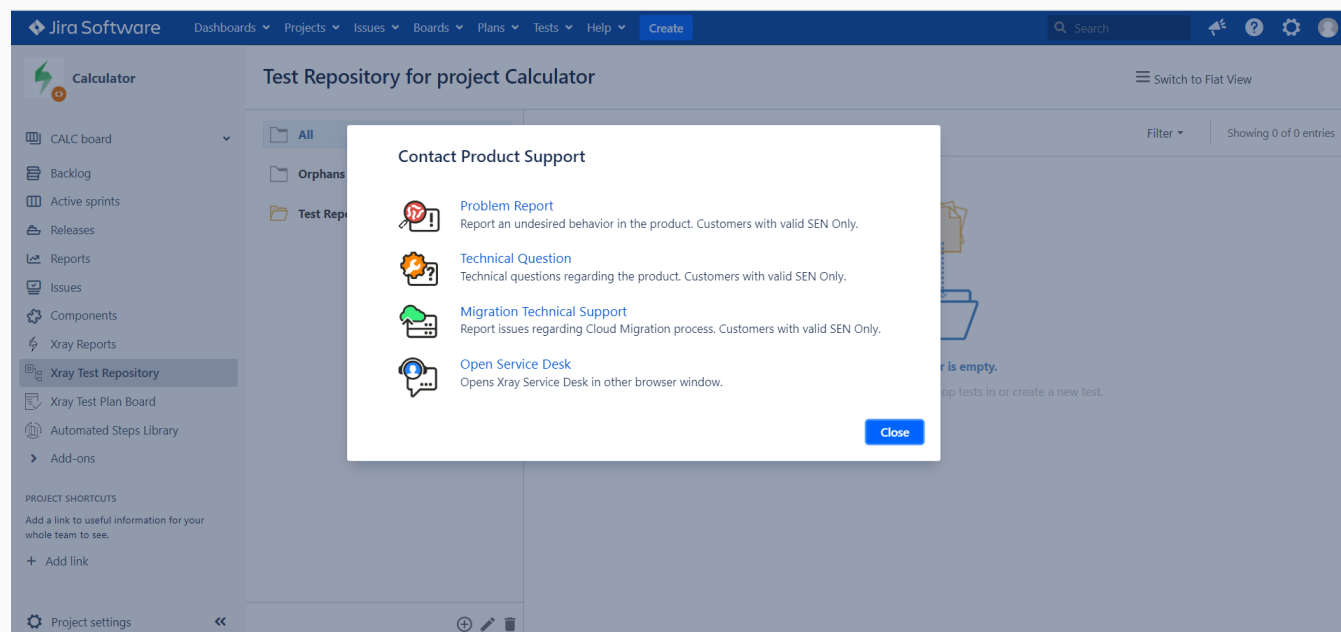 Jira Software
Dashboards Projects Issues Boards Plans Tests Help Create
Search
Calculator
Test Repository for project Calculator
Switch to Flat View
CALC board
Backlog
Active sprints
Releases
Reports
Issues
Components
Xray Reports
Xray Test Repository
Xray Test Plan Board
Automated Steps Library
Add-ons
PROJECT SHORTCUTS
Add a link to useful information for your
whole team to see.
+ Add link
Project settings
All
Orphans
Test Repo
Filter
Showing 0 of 0 entries
Contact Product Support
Problem Report
Report an undesired behavior in the product. Customers with valid SEN Only.
Technical Question
Technical questions regarding the product. Customers with valid SEN Only.
Migration Technical Support
Report issues regarding Cloud Migration process. Customers with valid SEN Only.
Open Service Desk
Opens Xray Service Desk in other browser window.
Close
r is empty.
op tests in or create a new test.